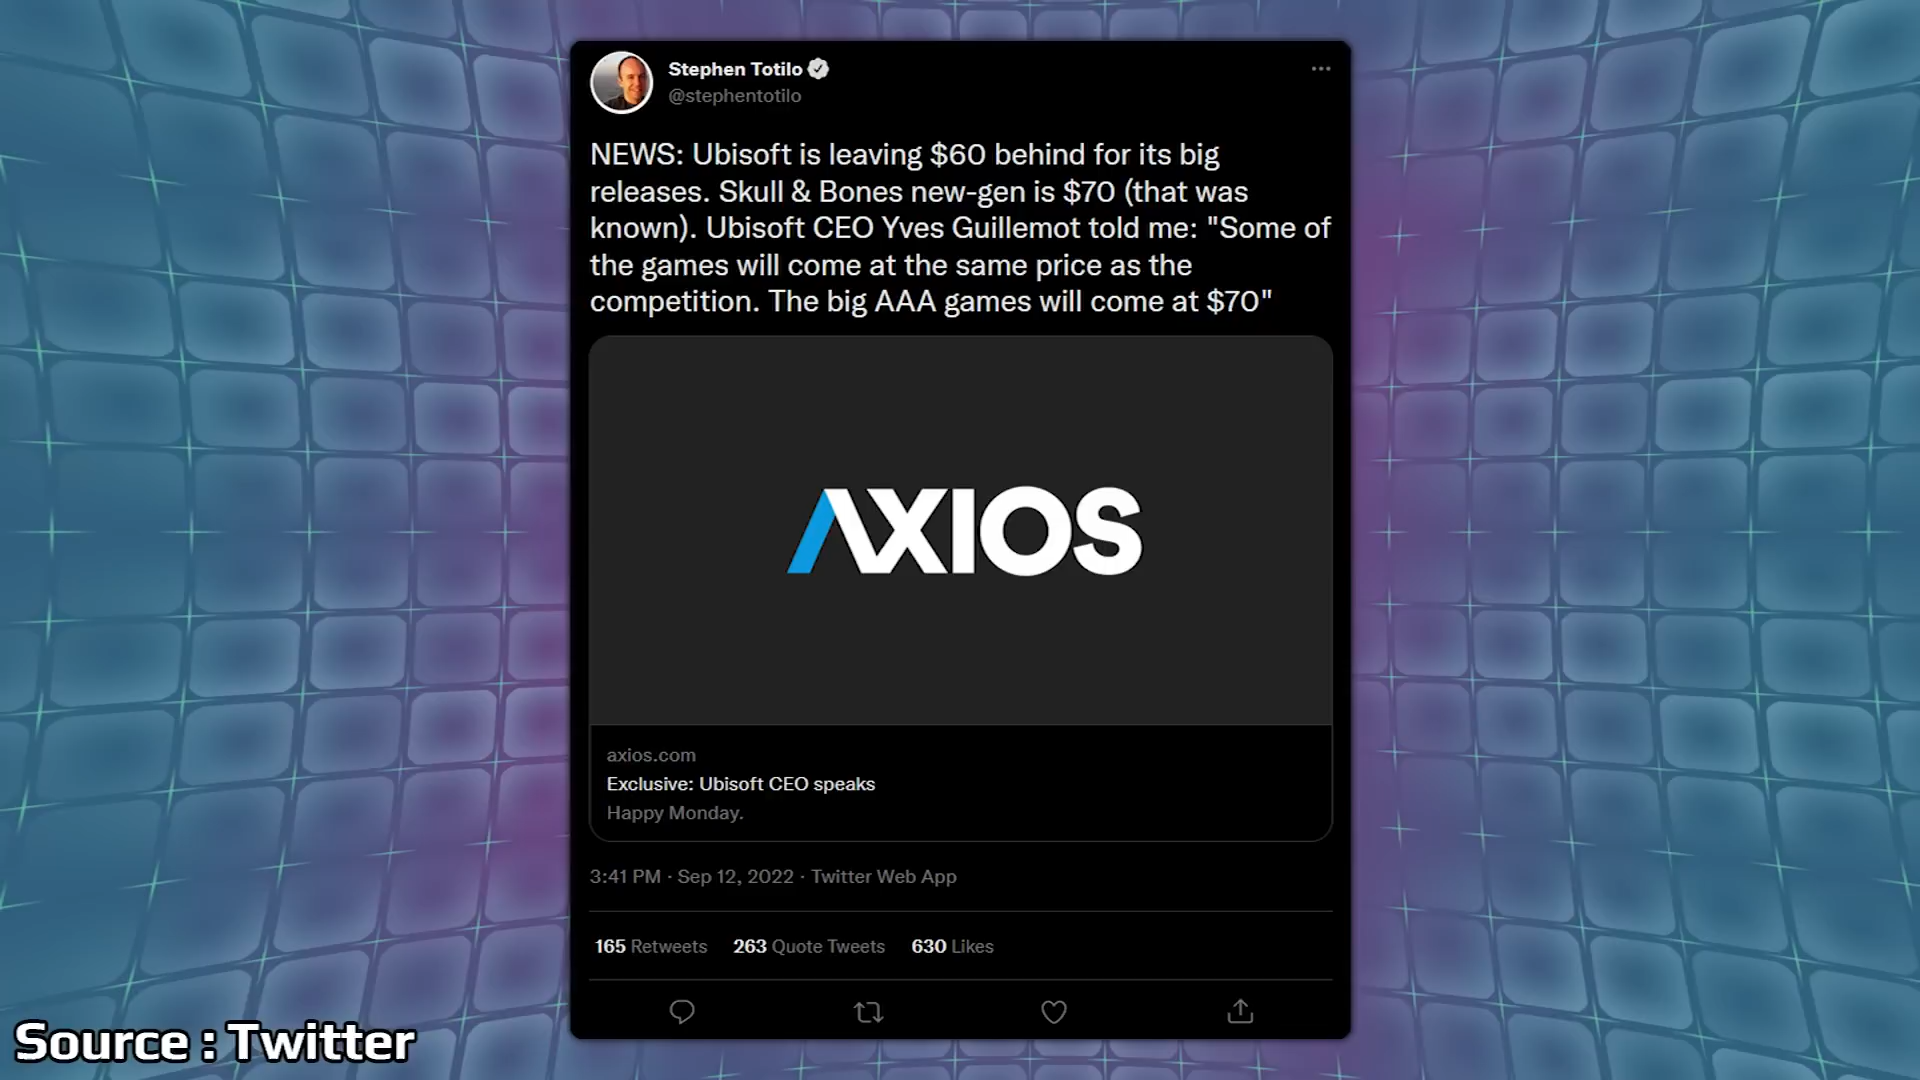 Stephen Totilo
@stephentotilo
NEWS: Ubisoft is leaving $60 behind for its big
releases. Skull & Bones new-gen is $70 (that was
known). Ubisoft CEO Yves Guillemot told me: "Some of
the games will come at the same price as the
competition. The big AAA games will come at $70"
AXIOS
axios.com
Exclusive: Ubisoft CEO speaks
Happy Monday.
3:41 PM · Sep 12, 2022 · Twitter Web App
165 Retweets 263 Quote Tweets 630 Likes
Source : Twitter